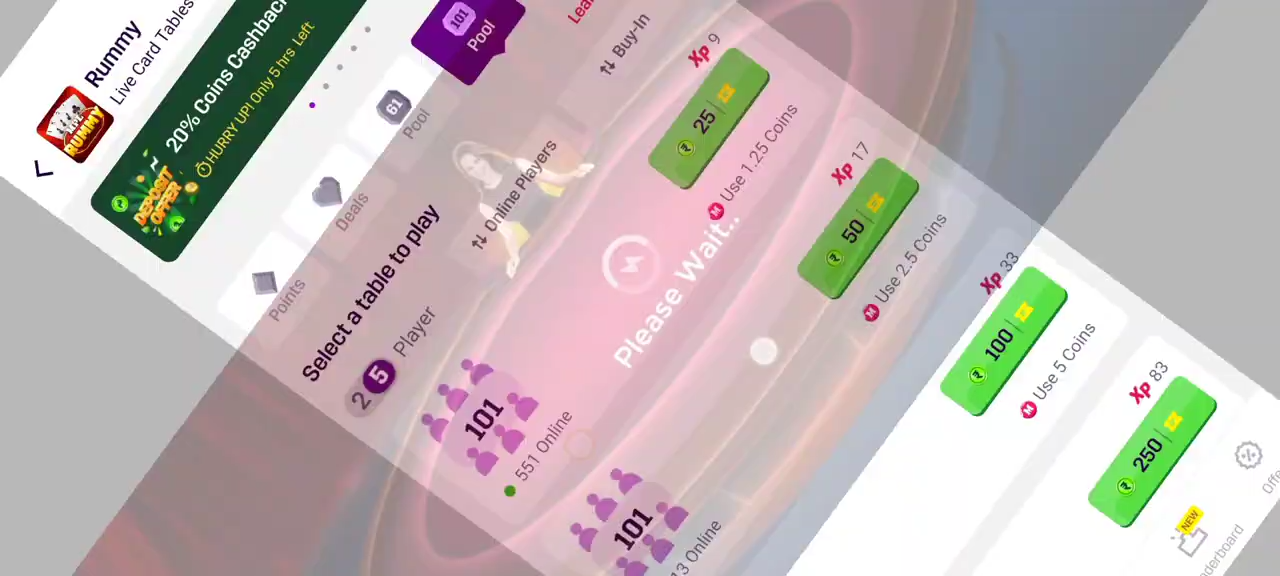 Rummy
Live Card Tables
RUMMY
20% Coins Cashback
HURRY UP! Only 5 hrs Left
DEPOSIT
OFFER
Points
Deals
61
Pool
101
Pool
Select a table to play
2 5 Player
Online Players
Buy-In
101
551 Online
Xp 9
25
Use 1.25 Coins
Please Wait..
101
Online
Xp 17
50
Use 2.5 Coins
Xp 33
100
Use 5 Coins
Xp 83
250
NEW